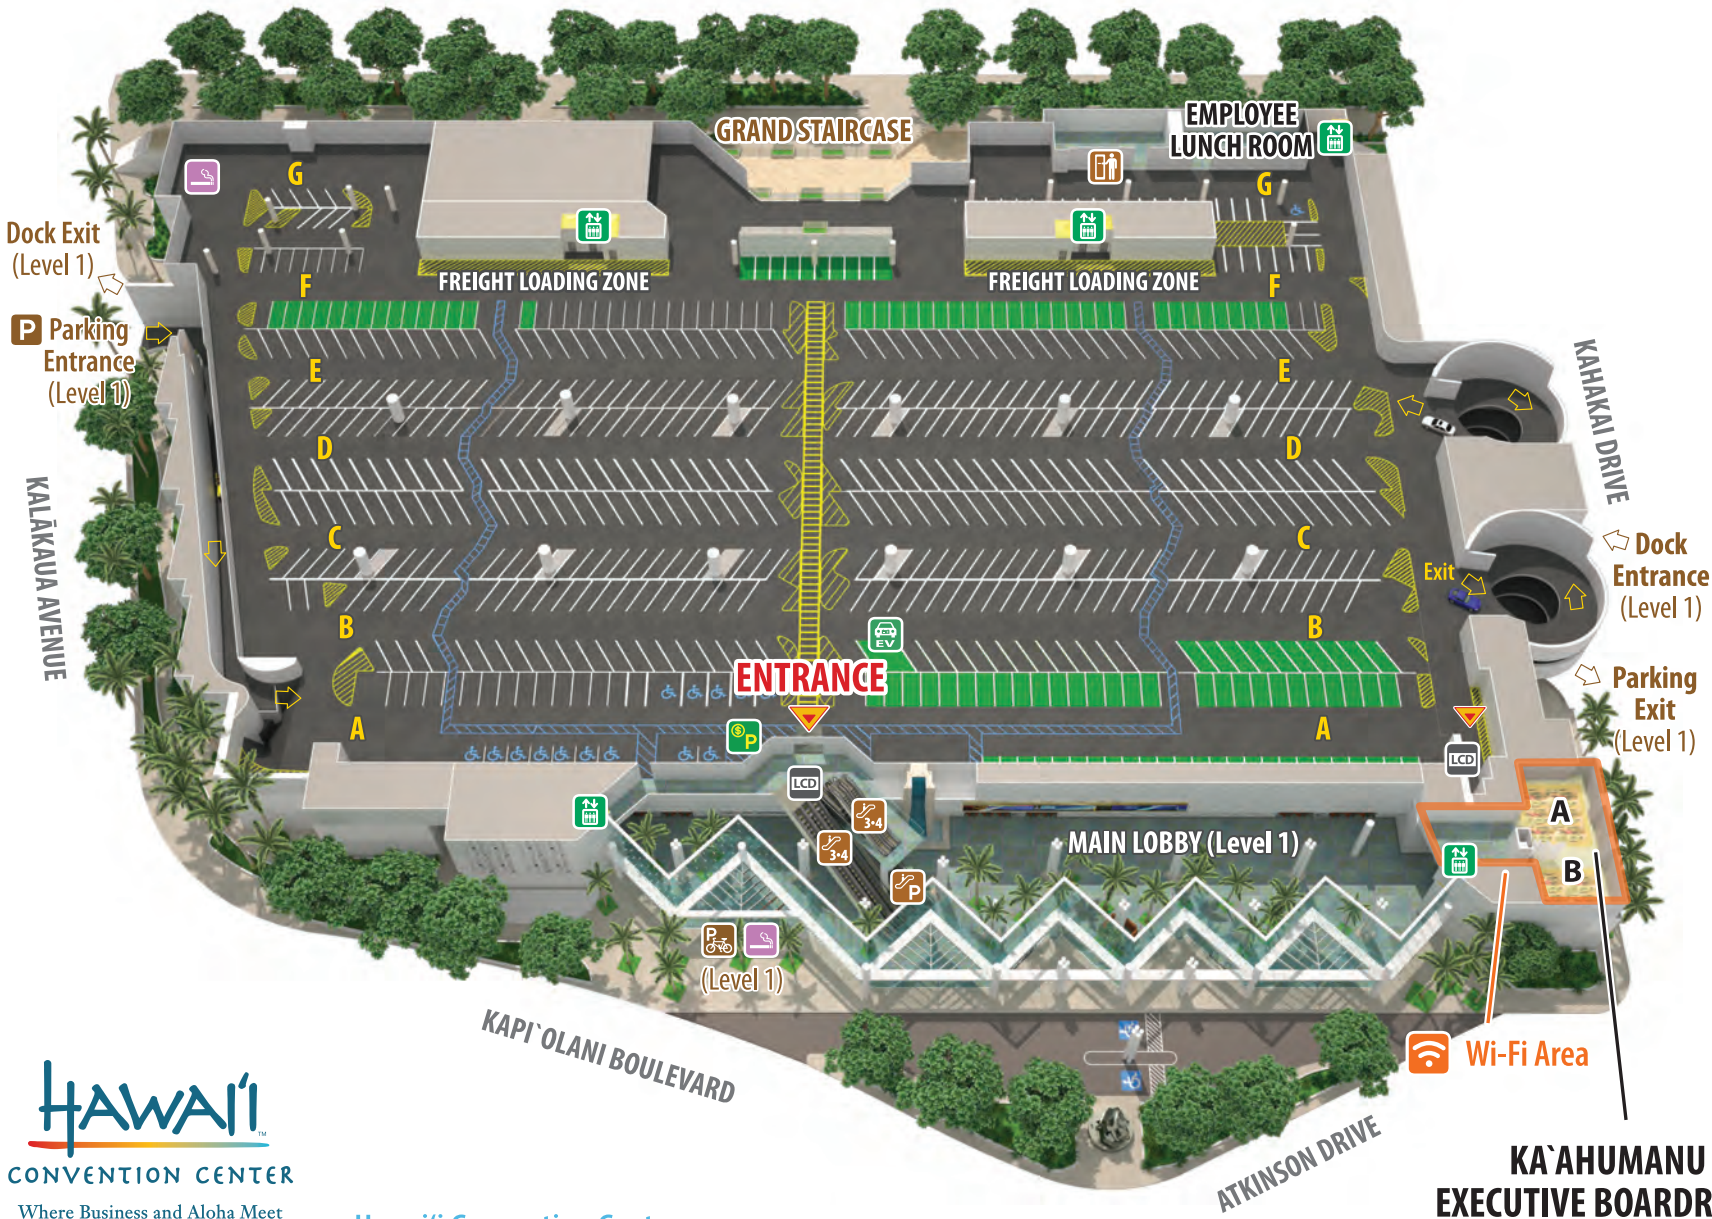 GRAND STAIRCASE
EMPLOYEE
LUNCH ROOM
G
G
Dock Exit
(Level 1)
FREIGHT LOADING ZONE
FREIGHT LOADING ZONE
F
F
P Parking
Entrance
(Level 1)
E
E
KAHAKAI DRIVE
D
D
KALĀKAUA AVENUE
C
C
Exit
Dock
Entrance
(Level 1)
B
B
EV
ENTRANCE
Parking
Exit
(Level 1)
A
A
$P
LCD
LCD
3•4
3•4
P
MAIN LOBBY (Level 1)
A
B
P
(Level 1)
KAPI`OLANI BOULEVARD
Wi-Fi Area
ATKINSON DRIVE
HAWAI'I
TM
CONVENTION CENTER
Where Business and Aloha Meet
KA`AHUMANU
EXECUTIVE BOARDR